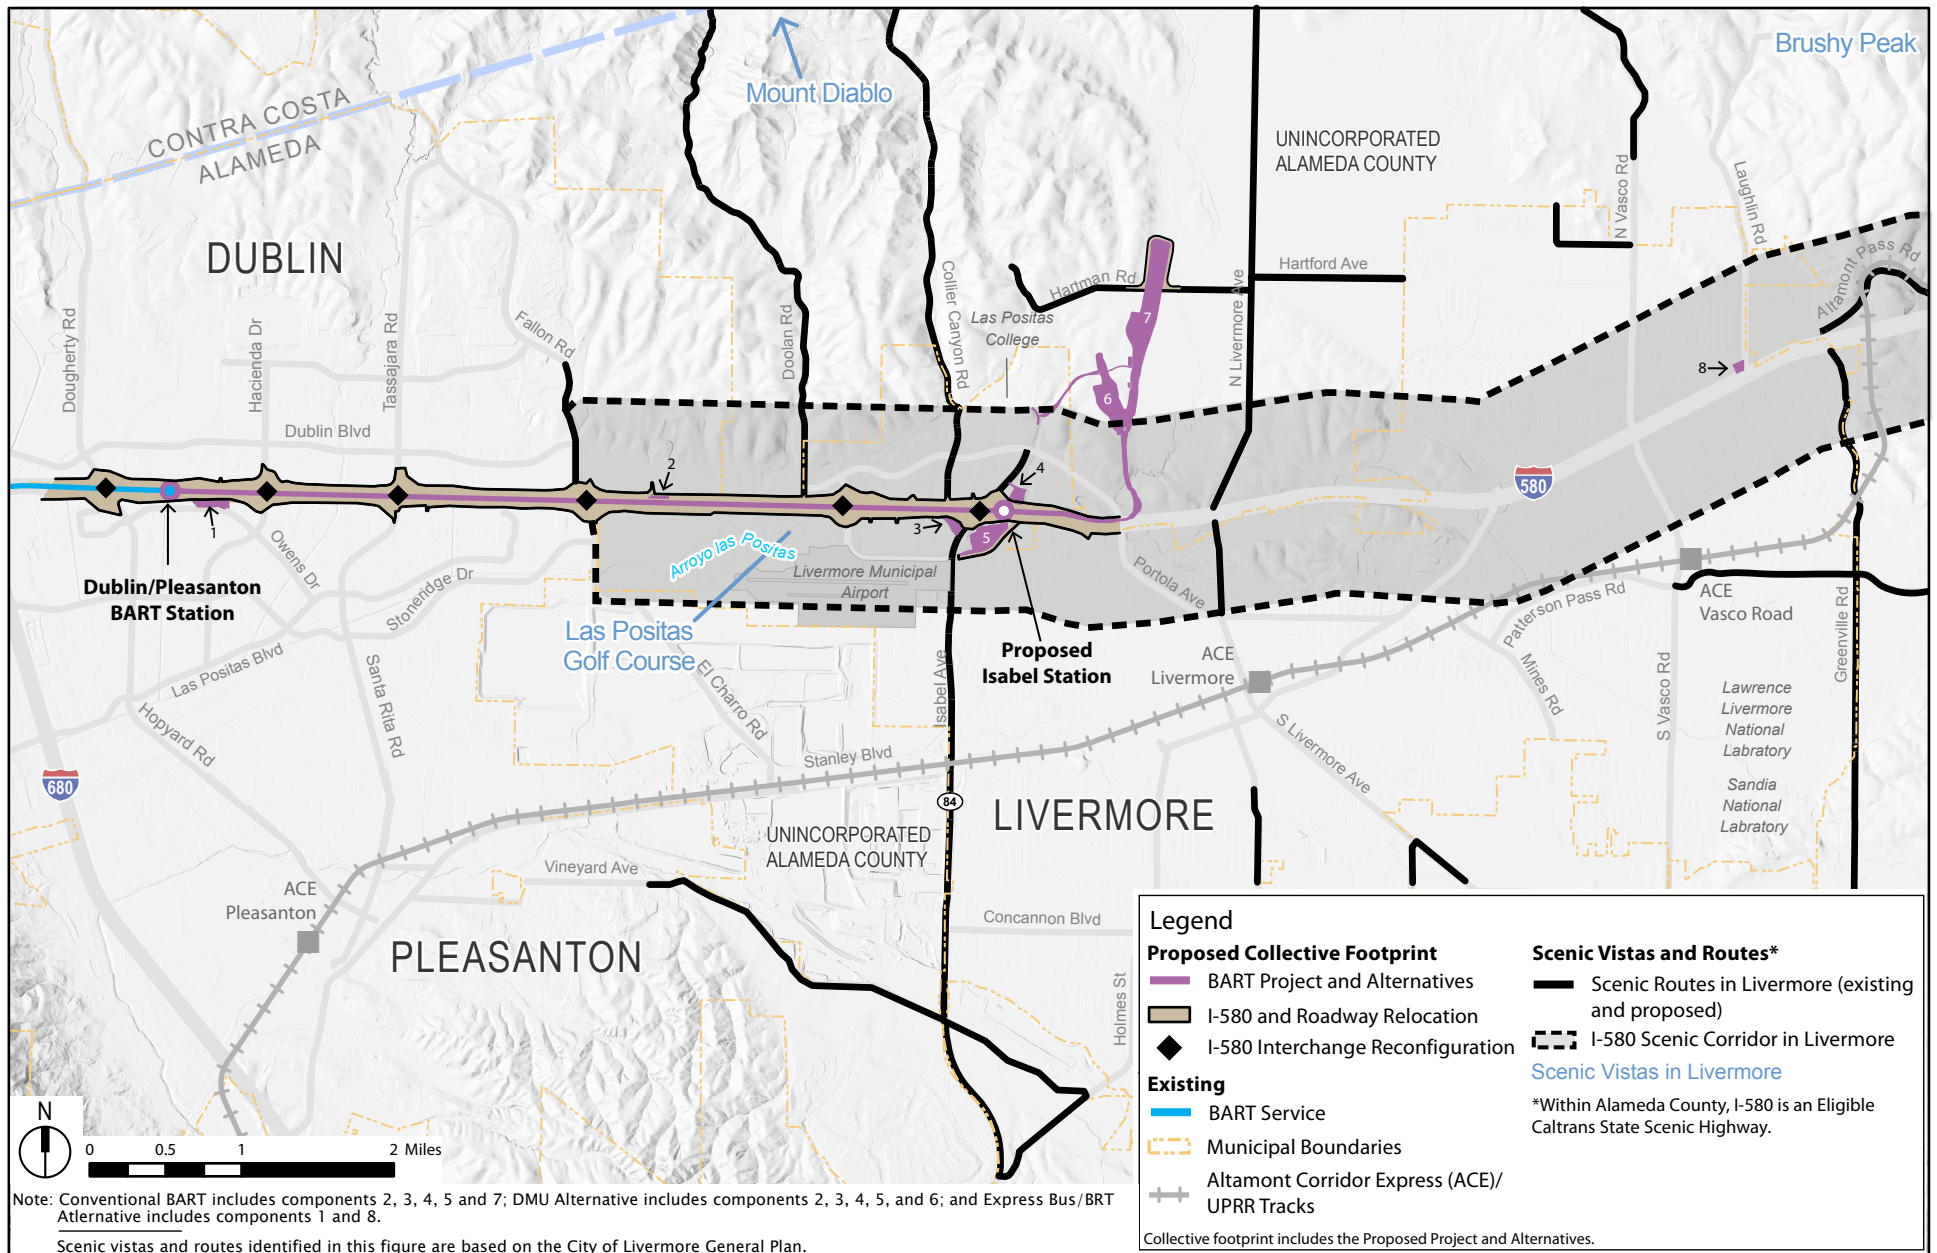 Brushy Peak
Mount Diablo
CONTRA COSTA
ALAMEDA
UNINCORPORATED
ALAMEDA COUNTY
N Vasco Rd
Laughlin Rd
Altamont Pass Rd
DUBLIN
Dougherty Rd
Hacienda Dr
Tassajara Rd
Fallon Rd
Doolan Rd
Collier Canyon Rd
Las Positas
College
Hartman Rd
N Livermore Ave
Hartford Ave
7
6
8
Dublin Blvd
2
4
580
1
3
5
Owens Dr
Arroyo las Positas
Livermore Municipal
Airport
Portola Ave
Dublin/Pleasanton
BART Station
Stoneridge Dr
Las Positas
Golf Course
Proposed
Isabel Station
ACE
Livermore
Patterson Pass Rd
ACE
Vasco Road
Greenville Rd
Las Positas Blvd
Santa Rita Rd
El Charro Rd
Isabel Ave
Mines Rd
S Vasco Rd
Lawrence
Livermore
National
Labratory
Sandia
National
Labratory
Hopyard Rd
680
Stanley Blvd
S Livermore Ave
84
LIVERMORE
UNINCORPORATED
ALAMEDA COUNTY
Vineyard Ave
ACE
Pleasanton
PLEASANTON
Concannon Blvd
Holmes St
Legend
Proposed Collective Footprint
BART Project and Alternatives
I-580 and Roadway Relocation
I-580 Interchange Reconfiguration
Existing
BART Service
Municipal Boundaries
Altamont Corridor Express (ACE)/
UPRR Tracks
Scenic Vistas and Routes*
Scenic Routes in Livermore (existing
and proposed)
I-580 Scenic Corridor in Livermore
Scenic Vistas in Livermore
*Within Alameda County, I-580 is an Eligible
Caltrans State Scenic Highway.
Collective footprint includes the Proposed Project and Alternatives.
N
0 0.5 1 2 Miles
Note: Conventional BART includes components 2, 3, 4, 5 and 7; DMU Alternative includes components 2, 3, 4, 5, and 6; and Express Bus/BRT
Atlernative includes components 1 and 8.
Scenic vistas and routes identified in this figure are based on the City of Livermore General Plan.